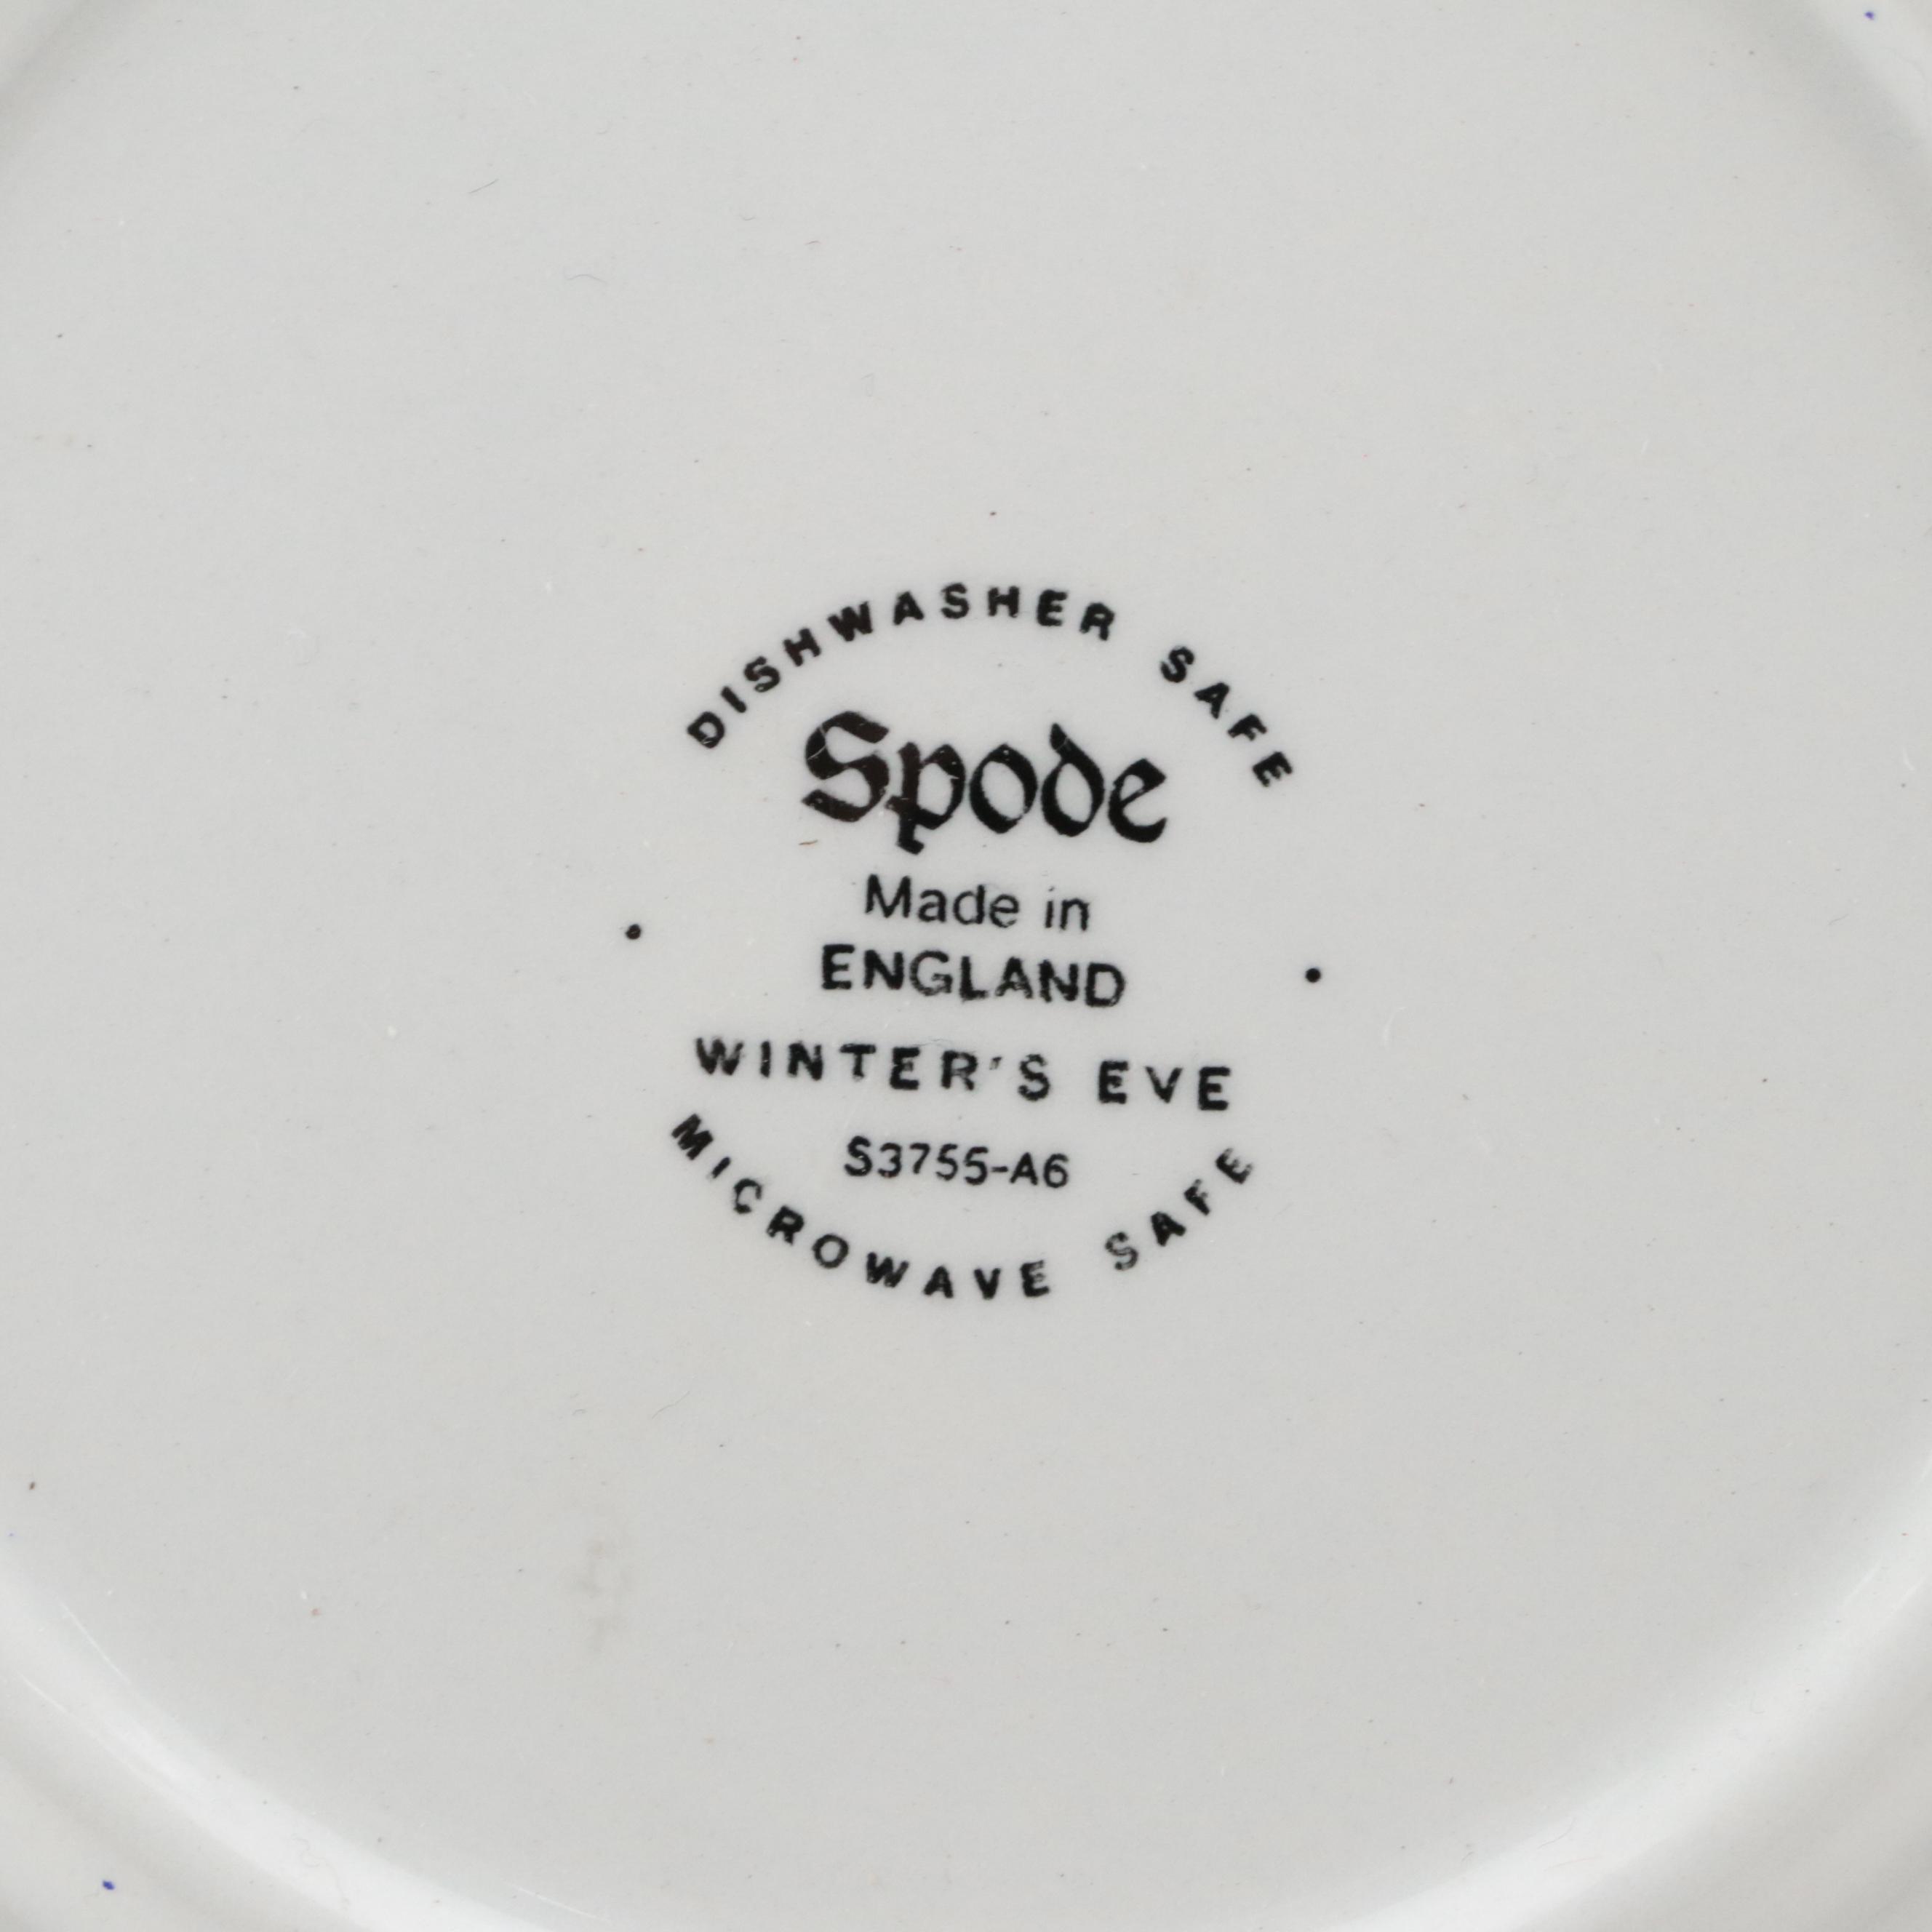 DISHWASHER SAFE
Spode
Made in
ENGLAND
WINTER'S EVE
S3755-A6
MICROWAVE SAFE